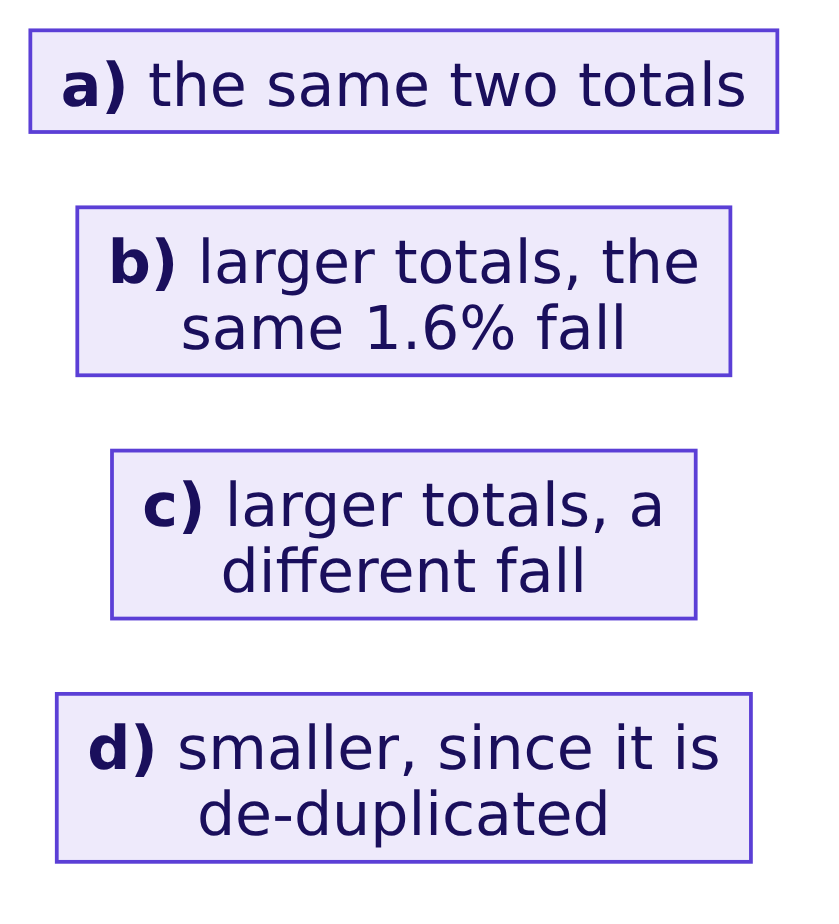 a) the same two totals
b) larger totals, the
same 1.6% fall
c) larger totals, a
different fall
d) smaller, since it is
de-duplicated